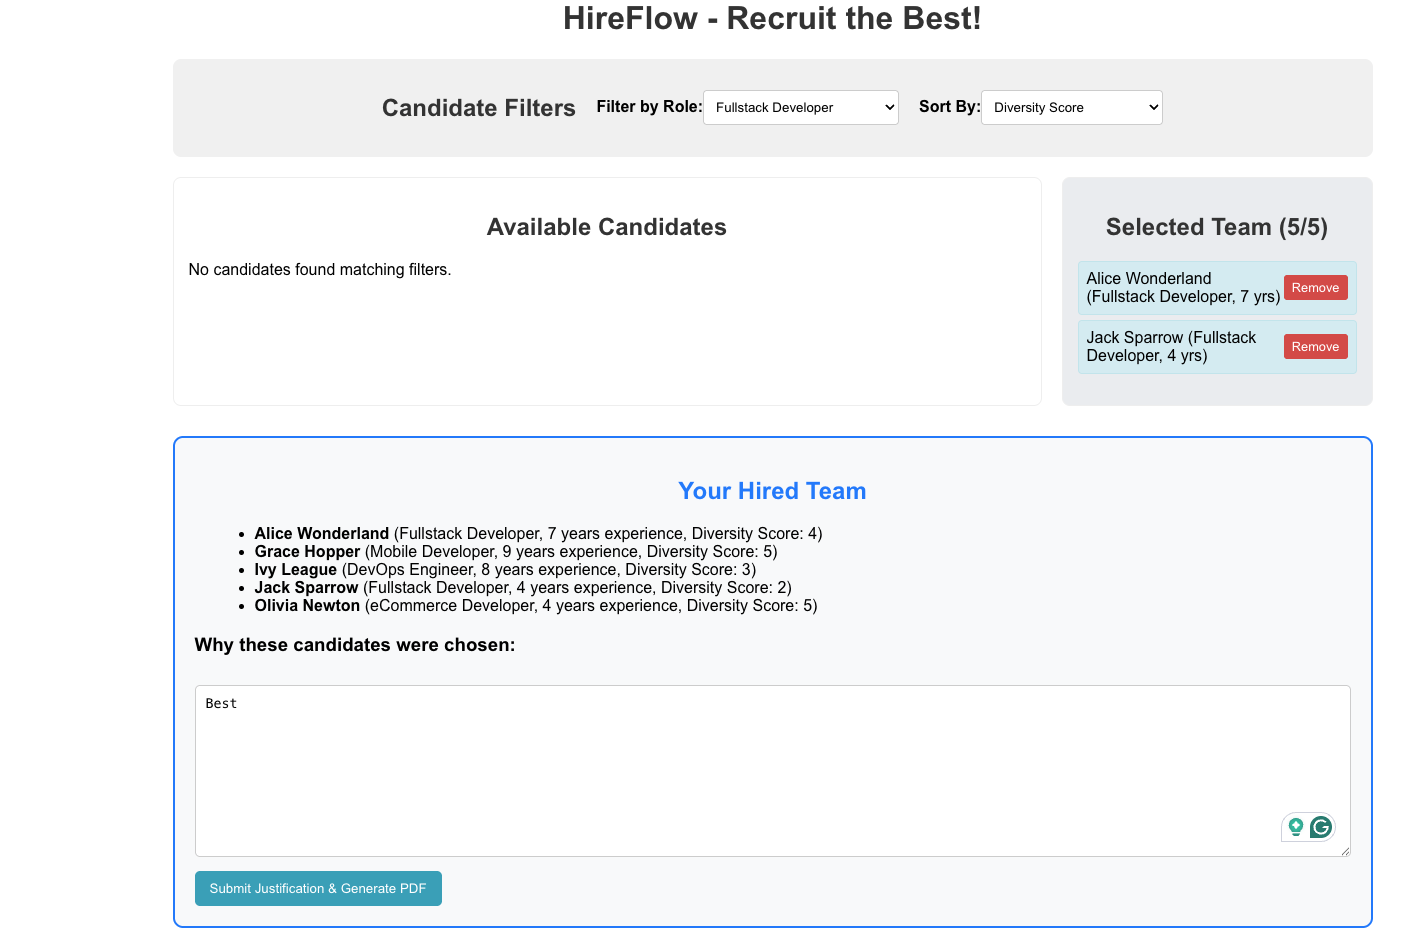 HireFlow - Recruit the Best!
Candidate Filters
Filter by Role:
Fullstack Developer
Sort By:
Diversity Score
Available Candidates
No candidates found matching filters.
Selected Team (5/5)
Alice Wonderland
(Fullstack Developer, 7 yrs)
Remove
Jack Sparrow (Fullstack
Developer, 4 yrs)
Remove
Your Hired Team
• Alice Wonderland (Fullstack Developer, 7 years experience, Diversity Score: 4)
• Grace Hopper (Mobile Developer, 9 years experience, Diversity Score: 5)
• Ivy League (DevOps Engineer, 8 years experience, Diversity Score: 3)
• Jack Sparrow (Fullstack Developer, 4 years experience, Diversity Score: 2)
• Olivia Newton (eCommerce Developer, 4 years experience, Diversity Score: 5)
Why these candidates were chosen:
Best
Submit Justification & Generate PDF